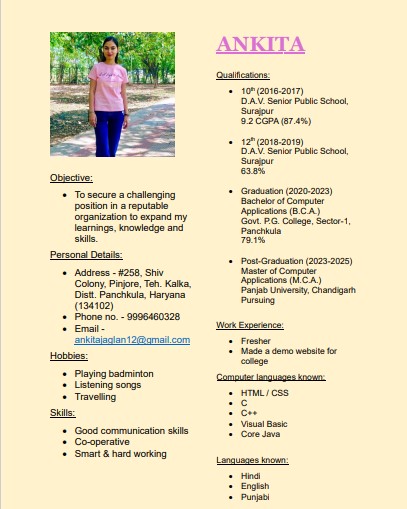 ANKITA
Objective:
• To secure a challenging
position in a reputable
organization to expand my
learnings, knowledge and
skills.
Personal Details:
• Address - #258, Shiv
Colony, Pinjore, Teh. Kalka,
Distt. Panchkula, Haryana
(134102)
• Phone no. - 9996460328
• Email -
ankitajaglan12@gmail.com
Hobbies:
• Playing badminton
• Listening songs
• Travelling
Skills:
• Good communication skills
• Co-operative
• Smart & hard working
Qualifications:
• 10th (2016-2017)
D.A.V. Senior Public School,
Surajpur
9.2 CGPA (87.4%)
• 12th (2018-2019)
D.A.V. Senior Public School,
Surajpur
63.8%
• Graduation (2020-2023)
Bachelor of Computer
Applications (B.C.A.)
Govt. P.G. College, Sector-1,
Panchkula
79.1%
• Post-Graduation (2023-2025)
Master of Computer
Applications (M.C.A.)
Panjab University, Chandigarh
Pursuing
Work Experience:
• Fresher
• Made a demo website for
college
Computer languages known:
• HTML / CSS
• C
• C++
• Visual Basic
• Core Java
Languages known:
• Hindi
• English
• Punjabi